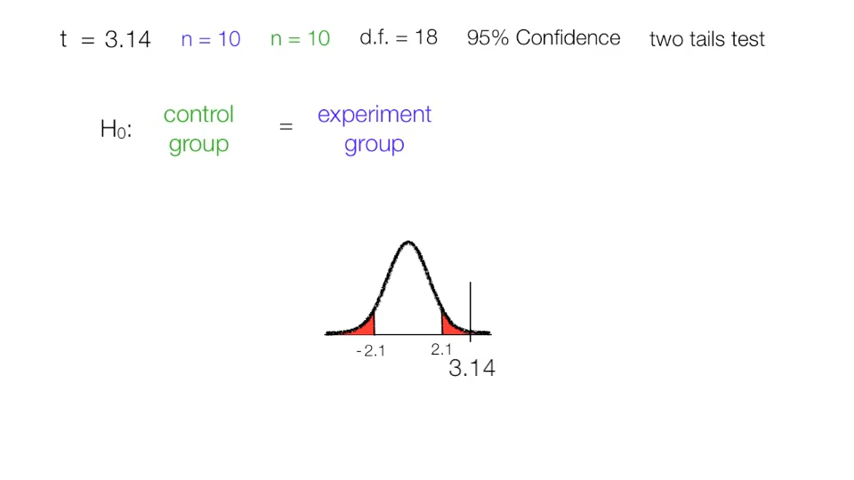 t = 3.14 n = 10 n = 10 d.f. = 18 95% Confidence two tails test
H₀: control group = experiment group
-2.1 2.1
3.14